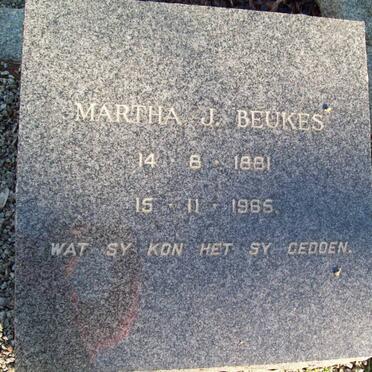 MARTHA J. BEUKES
14 - 8 - 1881
15 - 11 - 1965.
WAT SY KON HET SY GEDOEN.